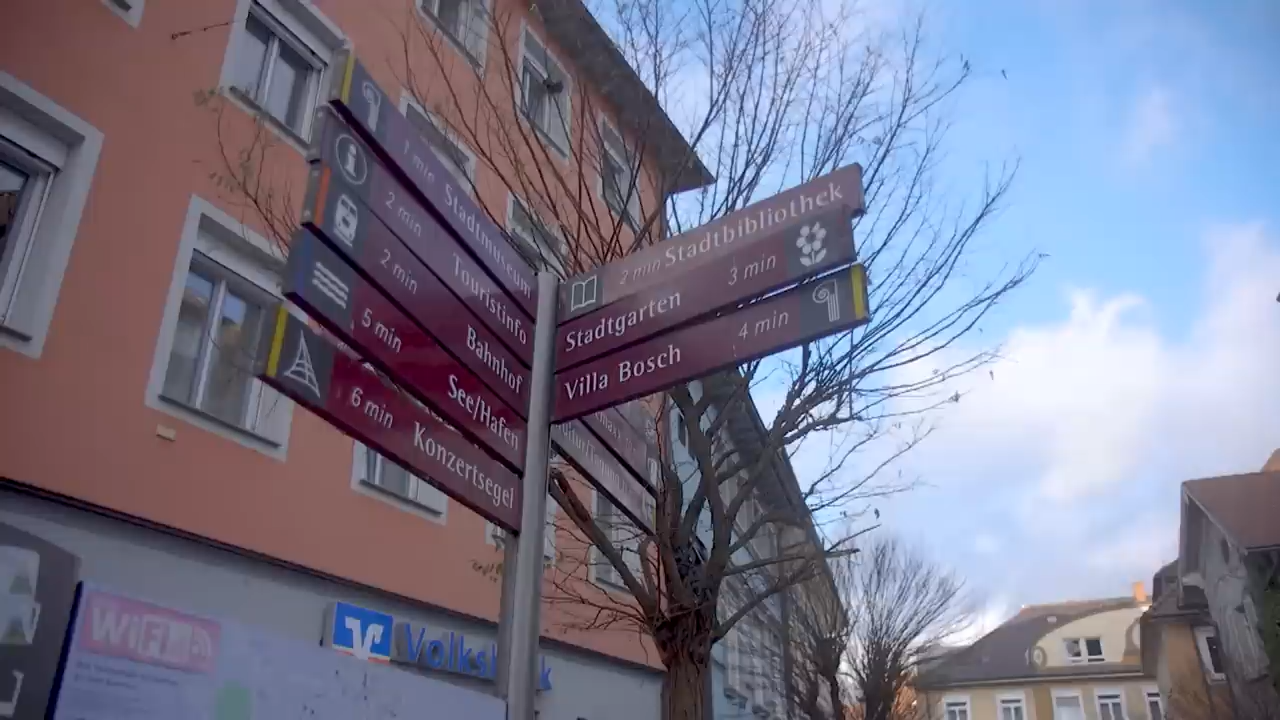 1 min Stadtmuseum
2 min Touristinfo
2 min Bahnhof
5 min See/Hafen
6 min Konzertsegel
2 min Stadtbibliothek
Stadtgarten 3 min
Villa Bosch 4 min
WiFi
Volksb k